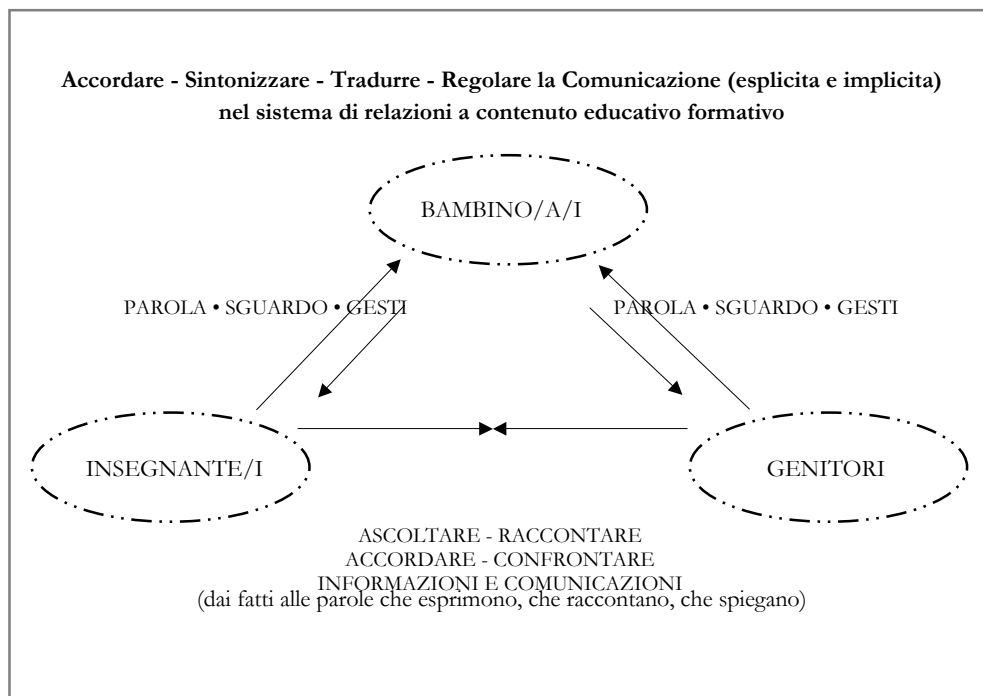 Accordare - Sintonizzare - Tradurre - Regolare la Comunicazione (esplicita e implicita)
nel sistema di relazioni a contenuto educativo formativo
BAMBINO/A/I
PAROLA • SGUARDO • GESTI
PAROLA • SGUARDO • GESTI
INSEGNANTE/I
GENITORI
ASCOLTARE - RACCONTARE
ACCORDARE - CONFRONTARE
INFORMAZIONI E COMUNICAZIONI
(dai fatti alle parole che esprimono, che raccontano, che spiegano)